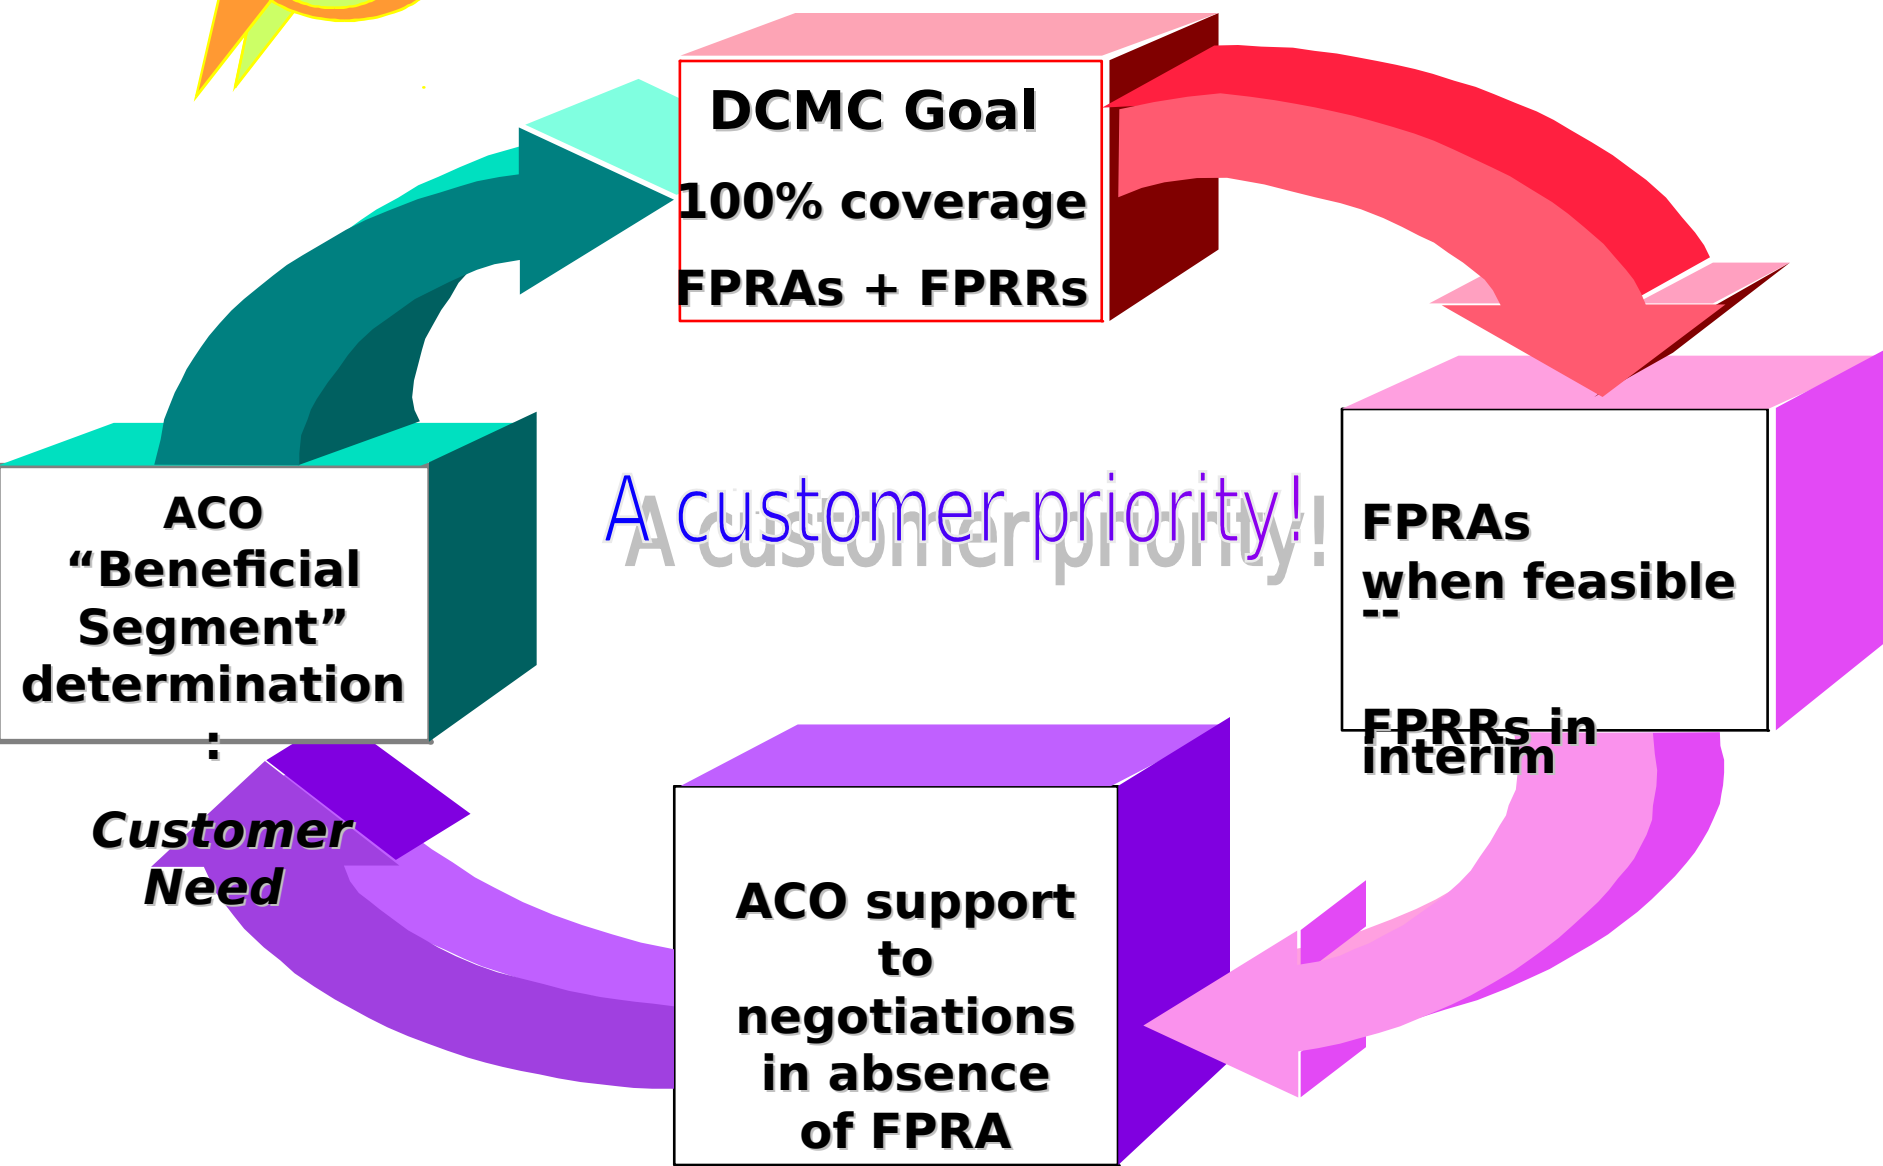 DCMC Goal
100% coverage
FPRAs + FPRRs
A customer priority!
ACO
“Beneficial
Segment”
determination
:
Customer
Need
FPRAs
when feasible
--
FPRRs in
interim
ACO support
to
negotiations
in absence
of FPRA